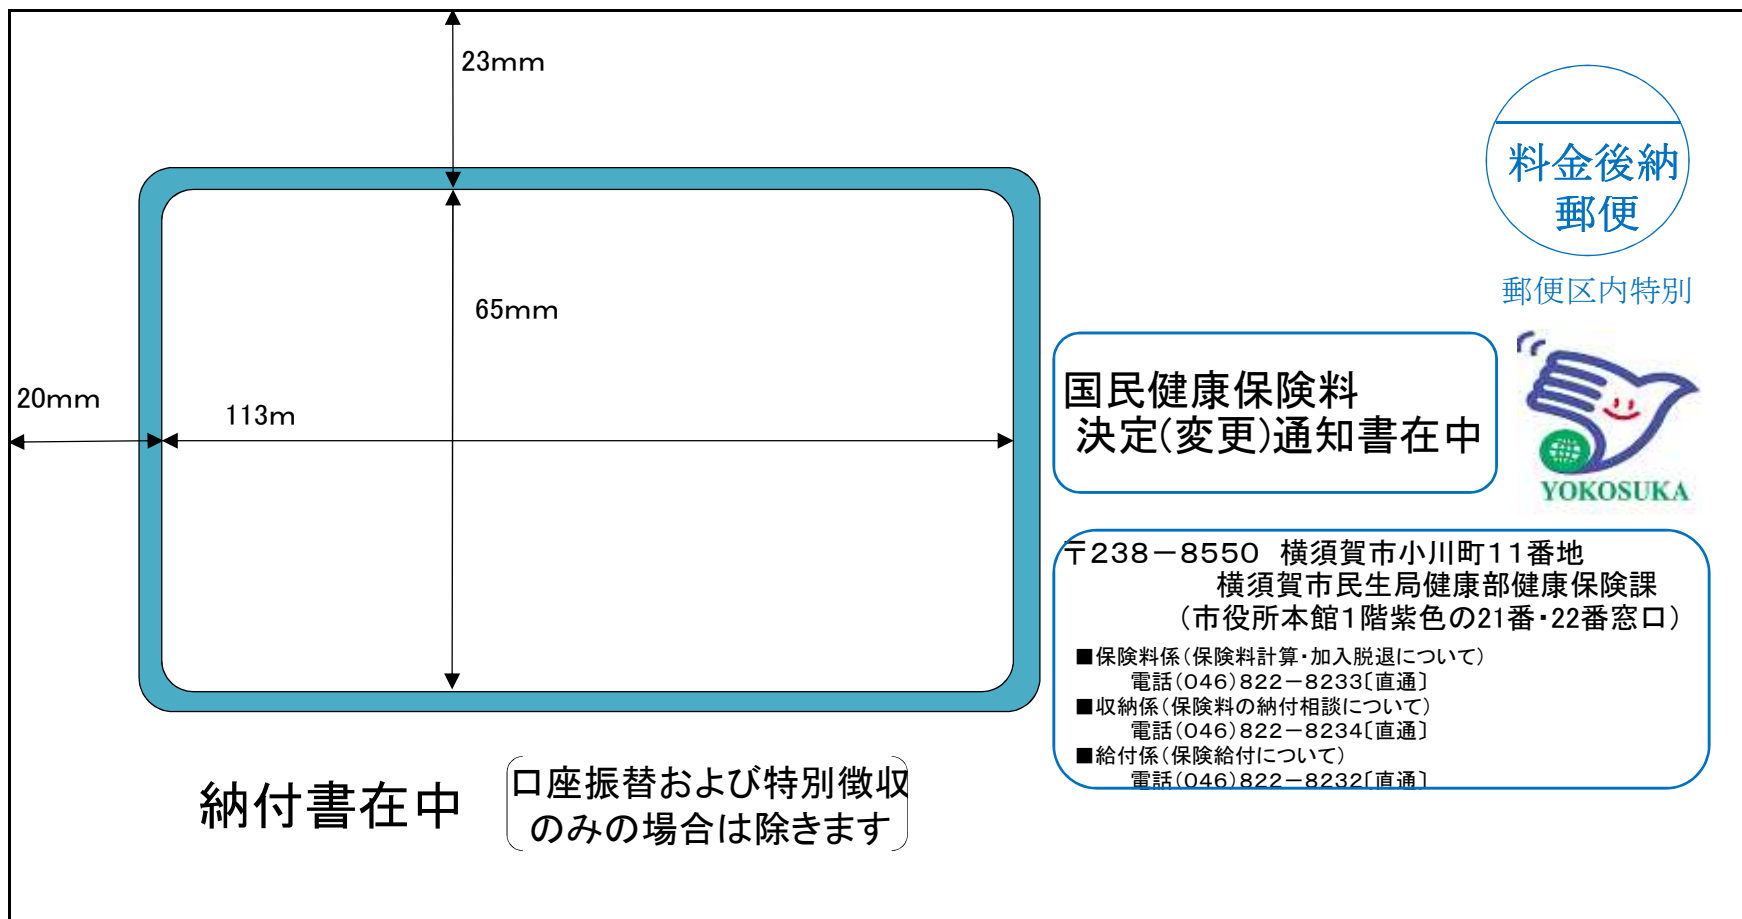 23mm
料金後納
郵便
郵便区内特別
65mm
20mm
113m
国民健康保険料
決定(変更)通知書在中
YOKOSUKA
〒238－8550 横須賀市小川町11番地
横須賀市民生局健康部健康保険課
（市役所本館1階紫色の21番・22番窓口）
■保険料係（保険料計算・加入脱退について）
電話（046）822－8233〔直通〕
■収納係（保険料の納付相談について）
電話（046）822－8234〔直通〕
■給付係（保険給付について）
電話（046）822－8232〔直通〕
納付書在中
口座振替および特別徴収
のみの場合は除きます